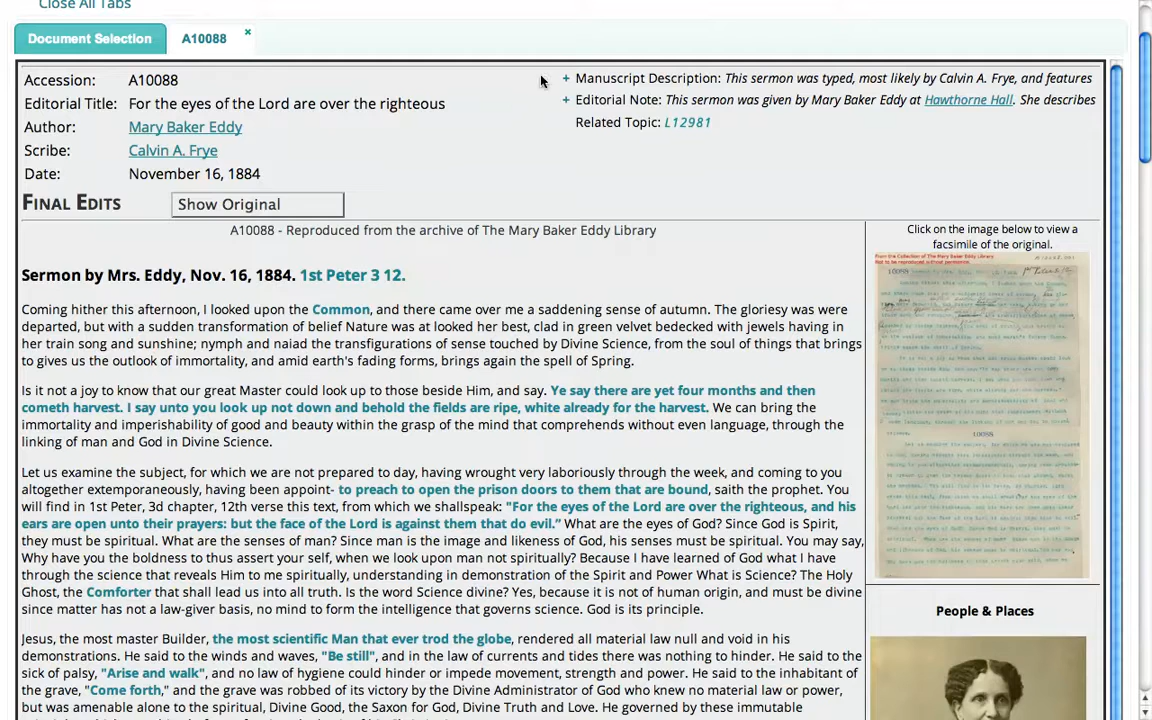 Close All Tabs
Document Selection A10088 ×
Accession: A10088
Editorial Title: For the eyes of the Lord are over the righteous
Author: Mary Baker Eddy
Scribe: Calvin A. Frye
Date: November 16, 1884
+ Manuscript Description: This sermon was typed, most likely by Calvin A. Frye, and features
+ Editorial Note: This sermon was given by Mary Baker Eddy at Hawthorne Hall. She describes
Related Topic: L12981
FINAL EDITS Show Original
A10088 - Reproduced from the archive of The Mary Baker Eddy Library
Sermon by Mrs. Eddy, Nov. 16, 1884. 1st Peter 3 12.
Coming hither this afternoon, I looked upon the Common, and there came over me a saddening sense of autumn. The gloriesy was were
departed, but with a sudden transformation of belief Nature was at looked her best, clad in green velvet bedecked with jewels having in
her train song and sunshine; nymph and naiad the transfigurations of sense touched by Divine Science, from the soul of things that brings
to gives us the outlook of immortality, and amid earth's fading forms, brings again the spell of Spring.
Is it not a joy to know that our great Master could look up to those beside Him, and say. Ye say there are yet four months and then
cometh harvest. I say unto you look up not down and behold the fields are ripe, white already for the harvest. We can bring the
immortality and imperishability of good and beauty within the grasp of the mind that comprehends without even language, through the
linking of man and God in Divine Science.
Let us examine the subject, for which we are not prepared to day, having wrought very laboriously through the week, and coming to you
altogether extemporaneously, having been appoint- to preach to open the prison doors to them that are bound, saith the prophet. You
will find in 1st Peter, 3d chapter, 12th verse this text, from which we shallspeak: "For the eyes of the Lord are over the righteous, and his
ears are open unto their prayers: but the face of the Lord is against them that do evil." What are the eyes of God? Since God is Spirit,
they must be spiritual. What are the senses of man? Since man is the image and likeness of God, his senses must be spiritual. You may say,
Why have you the boldness to thus assert your self, when we look upon man not spiritually? Because I have learned of God what I have
through the science that reveals Him to me spiritually, understanding in demonstration of the Spirit and Power What is Science? The Holy
Ghost, the Comforter that shall lead us into all truth. Is the word Science divine? Yes, because it is not of human origin, and must be divine
since matter has not a law-giver basis, no mind to form the intelligence that governs science. God is its principle.
Jesus, the most master Builder, the most scientific Man that ever trod the globe, rendered all material law null and void in his
demonstrations. He said to the winds and waves, "Be still", and in the law of currents and tides there was nothing to hinder. He said to the
sick of palsy, "Arise and walk", and no law of hygiene could hinder or impede movement, strength and power. He said to the inhabitant of
the grave, "Come forth," and the grave was robbed of its victory by the Divine Administrator of God who knew no material law or power,
but was amenable alone to the spiritual, Divine Good, the Saxon for God, Divine Truth and Love. He governed by these immutable
Click on the image below to view a
facsimile of the original.
From the Collection of The Mary Baker Eddy Library
Not to be reproduced without permission.
10088
10088
People & Places